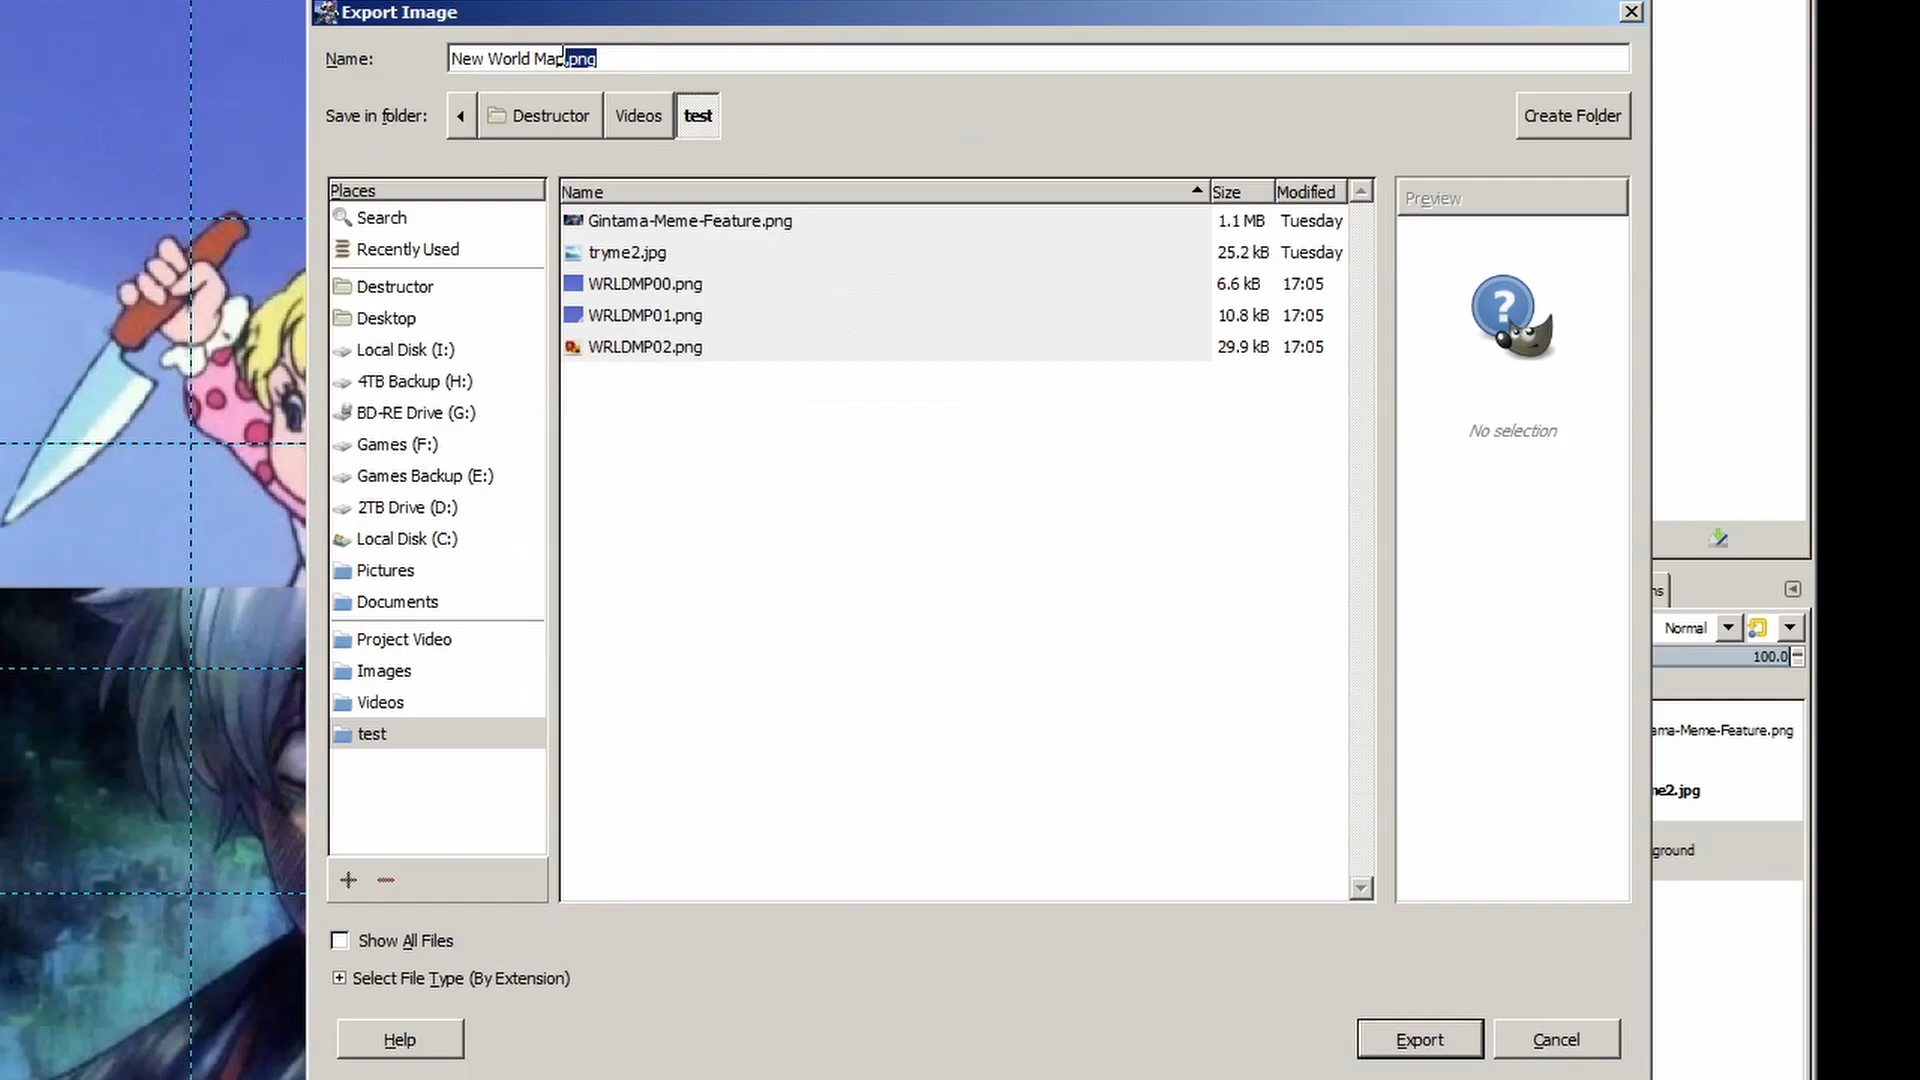 Export Image
Name: New World Map.png
Save in folder: Destructor Videos test Create Folder
Places
Search
Recently Used
Destructor
Desktop
Local Disk (I:)
4TB Backup (H:)
BD-RE Drive (G:)
Games (F:)
Games Backup (E:)
2TB Drive (D:)
Local Disk (C:)
Pictures
Documents
Project Video
Images
Videos
test
Name Size Modified
Gintama-Meme-Feature.png 1.1 MB Tuesday
tryme2.jpg 25.2 kB Tuesday
WRLDMP00.png 6.6 kB 17:05
WRLDMP01.png 10.8 kB 17:05
WRLDMP02.png 29.9 kB 17:05
Preview
No selection
Show All Files
Select File Type (By Extension)
Help Export Cancel
ns
Normal
100.0
ama-Meme-Feature.png
me2.jpg
ground